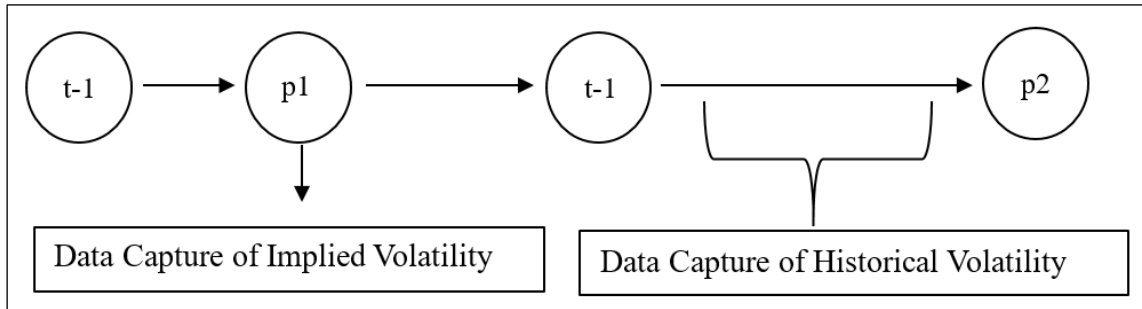 t-1
p1
t-1
p2
Data Capture of Implied Volatility
Data Capture of Historical Volatility